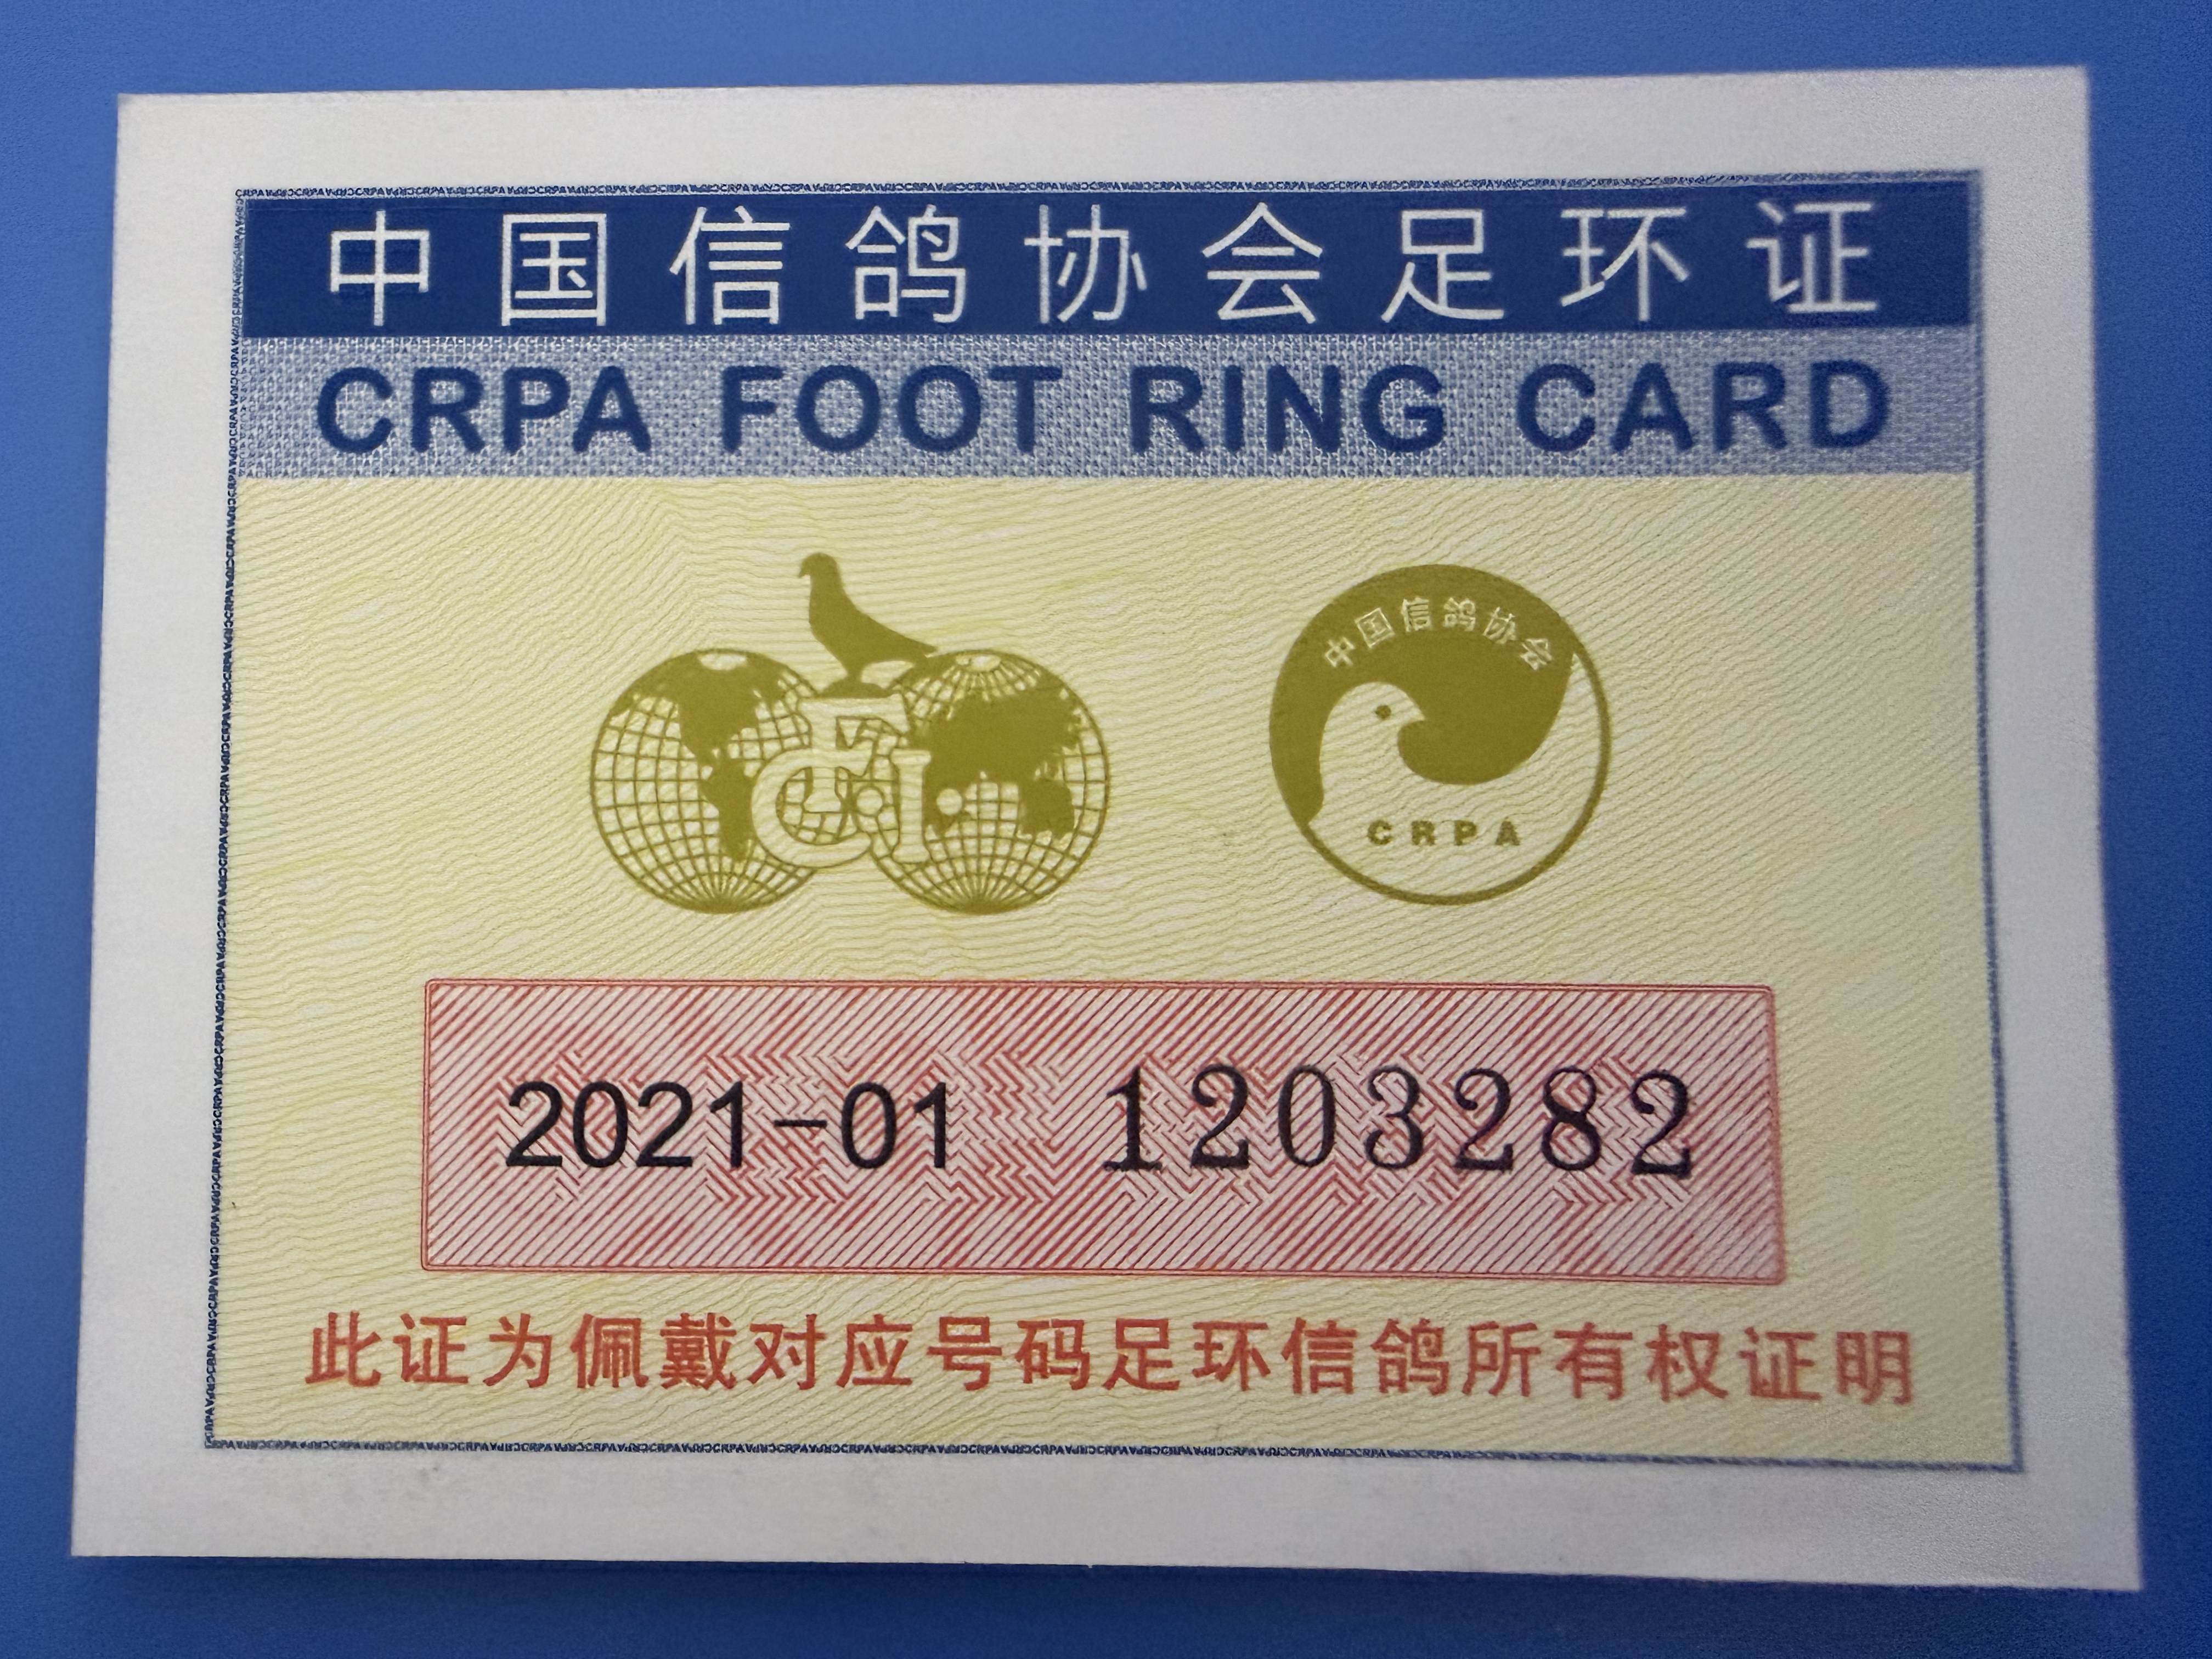 中国信鸽协会足环证
CRPA FOOT RING CARD
FCI
中国信鸽协会
CRPA
2021-01 1203282
此证为佩戴对应号码足环信鸽所有权证明